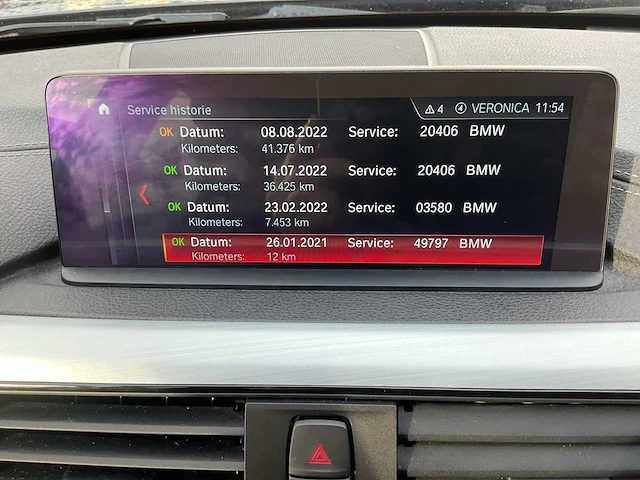 Service historie 4 VERONICA 11:54
OK Datum: 08.08.2022 Service: 20406 BMW
Kilometers: 41.376 km
OK Datum: 14.07.2022 Service: 20406 BMW
Kilometers: 36.425 km
OK Datum: 23.02.2022 Service: 03580 BMW
Kilometers: 7.453 km
OK Datum: 26.01.2021 Service: 49797 BMW
Kilometers: 12 km